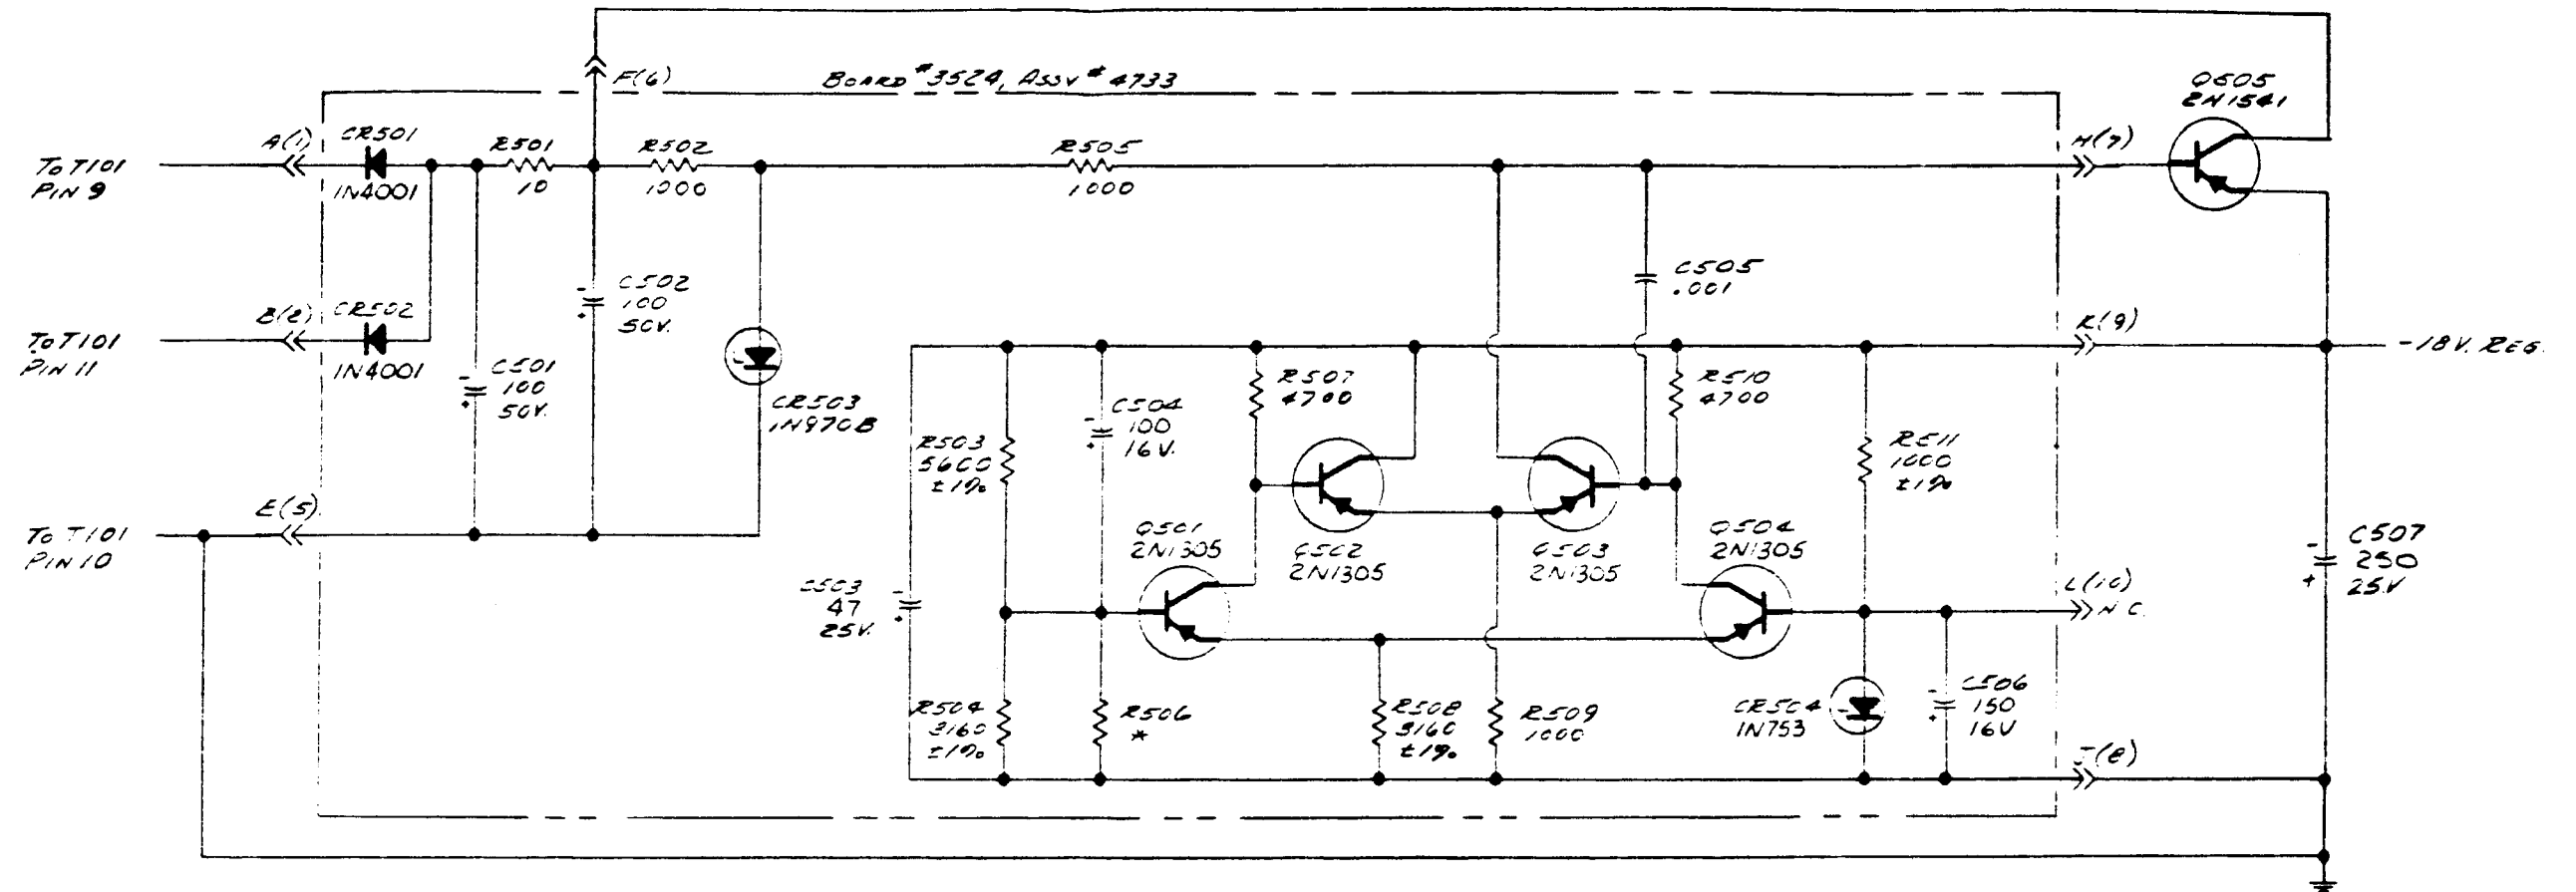 F(6)
BOARD #3524, ASSY #4733
Q505
2N1541
A(1)
CR501
1N4001
R501
10
R502
1000
R505
1000
H(7)
TO T101
PIN 9
C505
.001
C502
100
50V.
B(2)
CR502
1N4001
TO T101
PIN 11
K(9)
-18V. REG.
C501
100
50V.
CR503
1N970B
R503
5600
±1%
C504
100
16V.
R507
4700
R510
4700
R511
1000
±1%
E(5)
TO T101
PIN 10
Q501
2N1305
Q502
2N1305
Q503
2N1305
Q504
2N1305
C507
250
25V
C503
47
25V.
L(10)
N C.
R504
3160
±1%
R506
*
R508
3160
±1%
R509
1000
CR504
1N753
C506
150
16V
J(8)